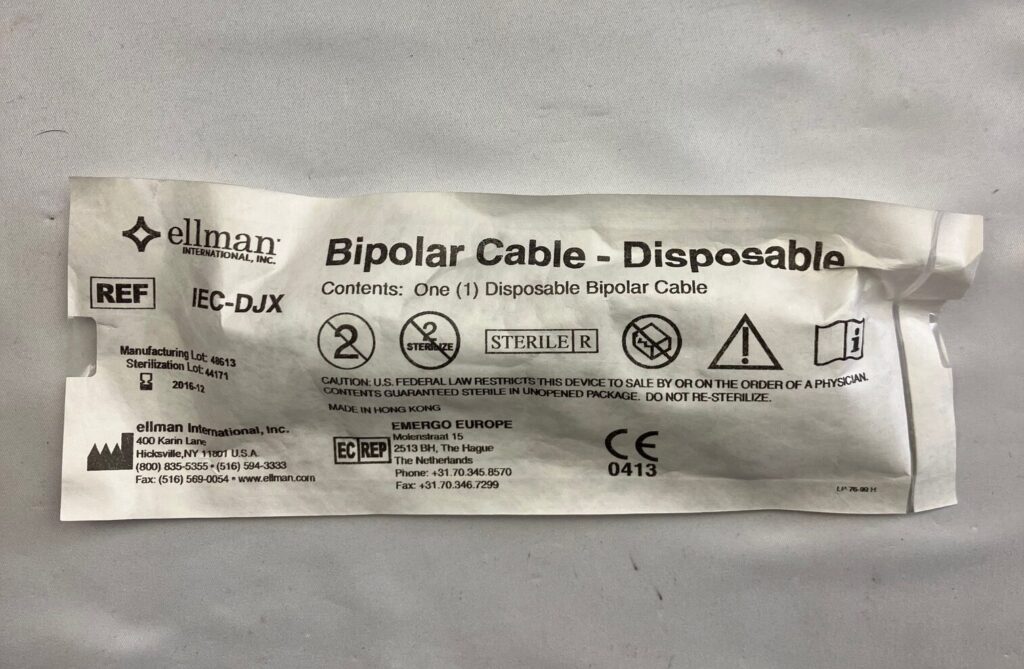 ellman
INTERNATIONAL, INC.
REF IEC-DJX
Manufacturing Lot: 48613
Sterilization Lot: 44171
2016-12
Bipolar Cable - Disposable
Contents: One (1) Disposable Bipolar Cable
2
2
STERILIZE
STERILE R
!
i
CAUTION: U.S. FEDERAL LAW RESTRICTS THIS DEVICE TO SALE BY OR ON THE ORDER OF A PHYSICIAN.
CONTENTS GUARANTEED STERILE IN UNOPENED PACKAGE. DO NOT RE-STERILIZE.
MADE IN HONG KONG
ellman International, Inc.
400 Karin Lane
Hicksville, NY 11801 U.S.A.
(800) 835-5355 • (516) 594-3333
Fax: (516) 569-0054 • www.ellman.com
EC REP
EMERGO EUROPE
Molenstraat 15
2513 BH, The Hague
The Netherlands
Phone: +31.70.345.8570
Fax: +31.70.346.7299
CE
0413